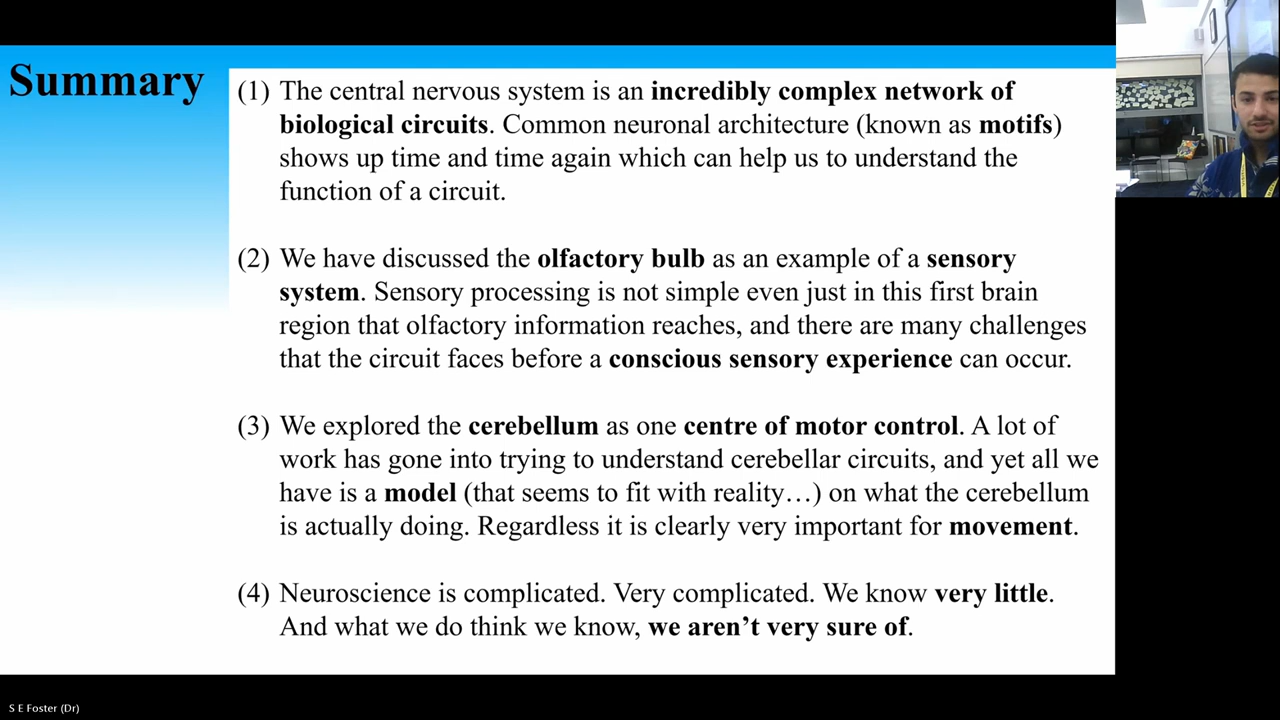 Summary
(1) The central nervous system is an incredibly complex network of
biological circuits. Common neuronal architecture (known as motifs)
shows up time and time again which can help us to understand the
function of a circuit.
(2) We have discussed the olfactory bulb as an example of a sensory
system. Sensory processing is not simple even just in this first brain
region that olfactory information reaches, and there are many challenges
that the circuit faces before a conscious sensory experience can occur.
(3) We explored the cerebellum as one centre of motor control. A lot of
work has gone into trying to understand cerebellar circuits, and yet all we
have is a model (that seems to fit with reality…) on what the cerebellum
is actually doing. Regardless it is clearly very important for movement.
(4) Neuroscience is complicated. Very complicated. We know very little.
And what we do think we know, we aren’t very sure of.
S E Foster (Dr)